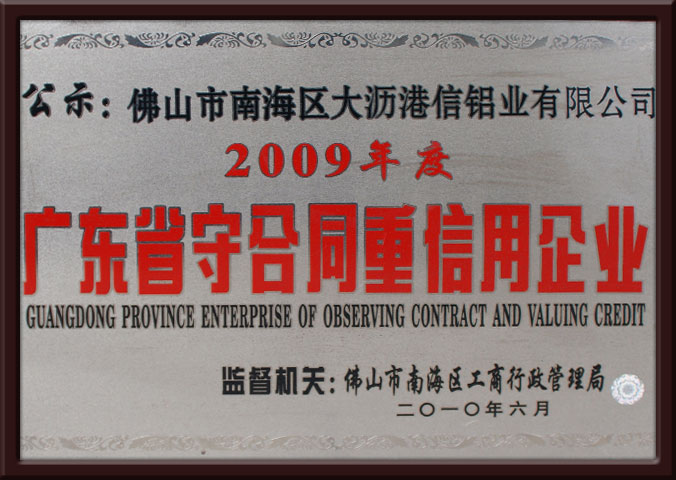 公示：佛山市南海区大沥港信铝业有限公司
2009年度
广东省守合同重信用企业
GUANGDONG PROVINCE ENTERPRISE OF OBSERVING CONTRACT AND VALUING CREDIT
监督机关：佛山市南海区工商行政管理局
二〇一〇年六月